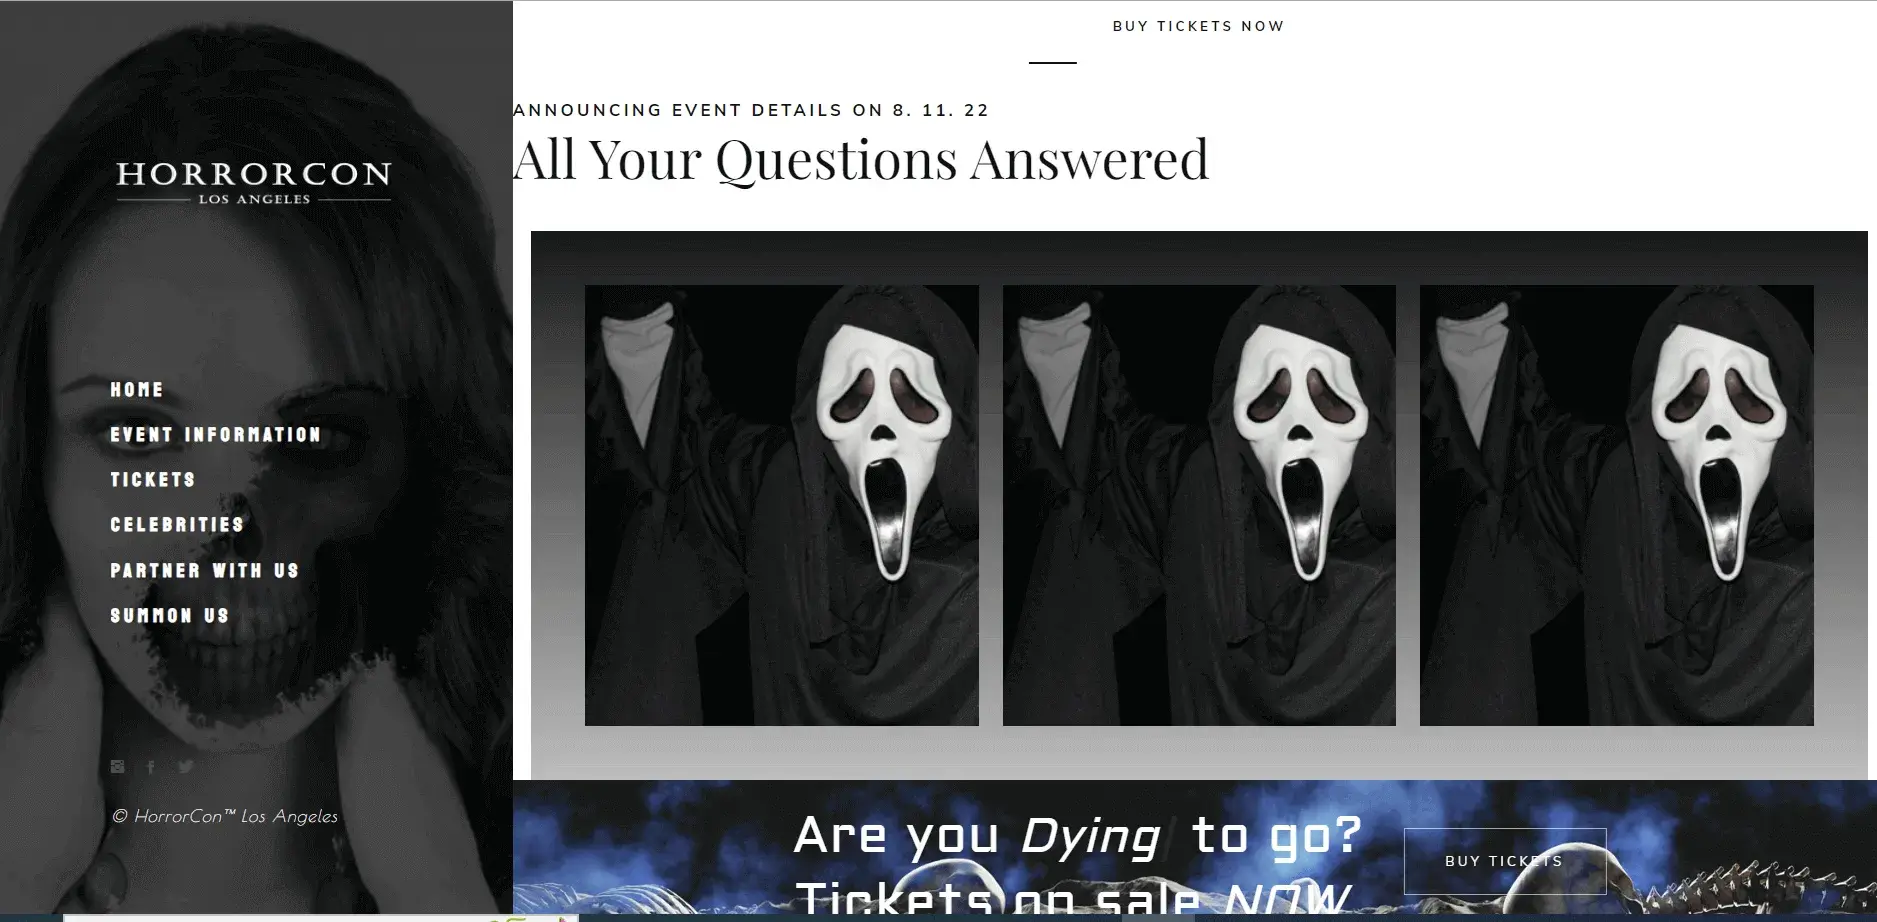 HORRORCON
LOS ANGELES
HOME
EVENT INFORMATION
TICKETS
CELEBRITIES
PARTNER WITH US
SUMMON US
© HorrorCon™ Los Angeles
BUY TICKETS NOW
ANNOUNCING EVENT DETAILS ON 8. 11. 22
All Your Questions Answered
Are you Dying to go?
Tickets on sale NOW
BUY TICKETS